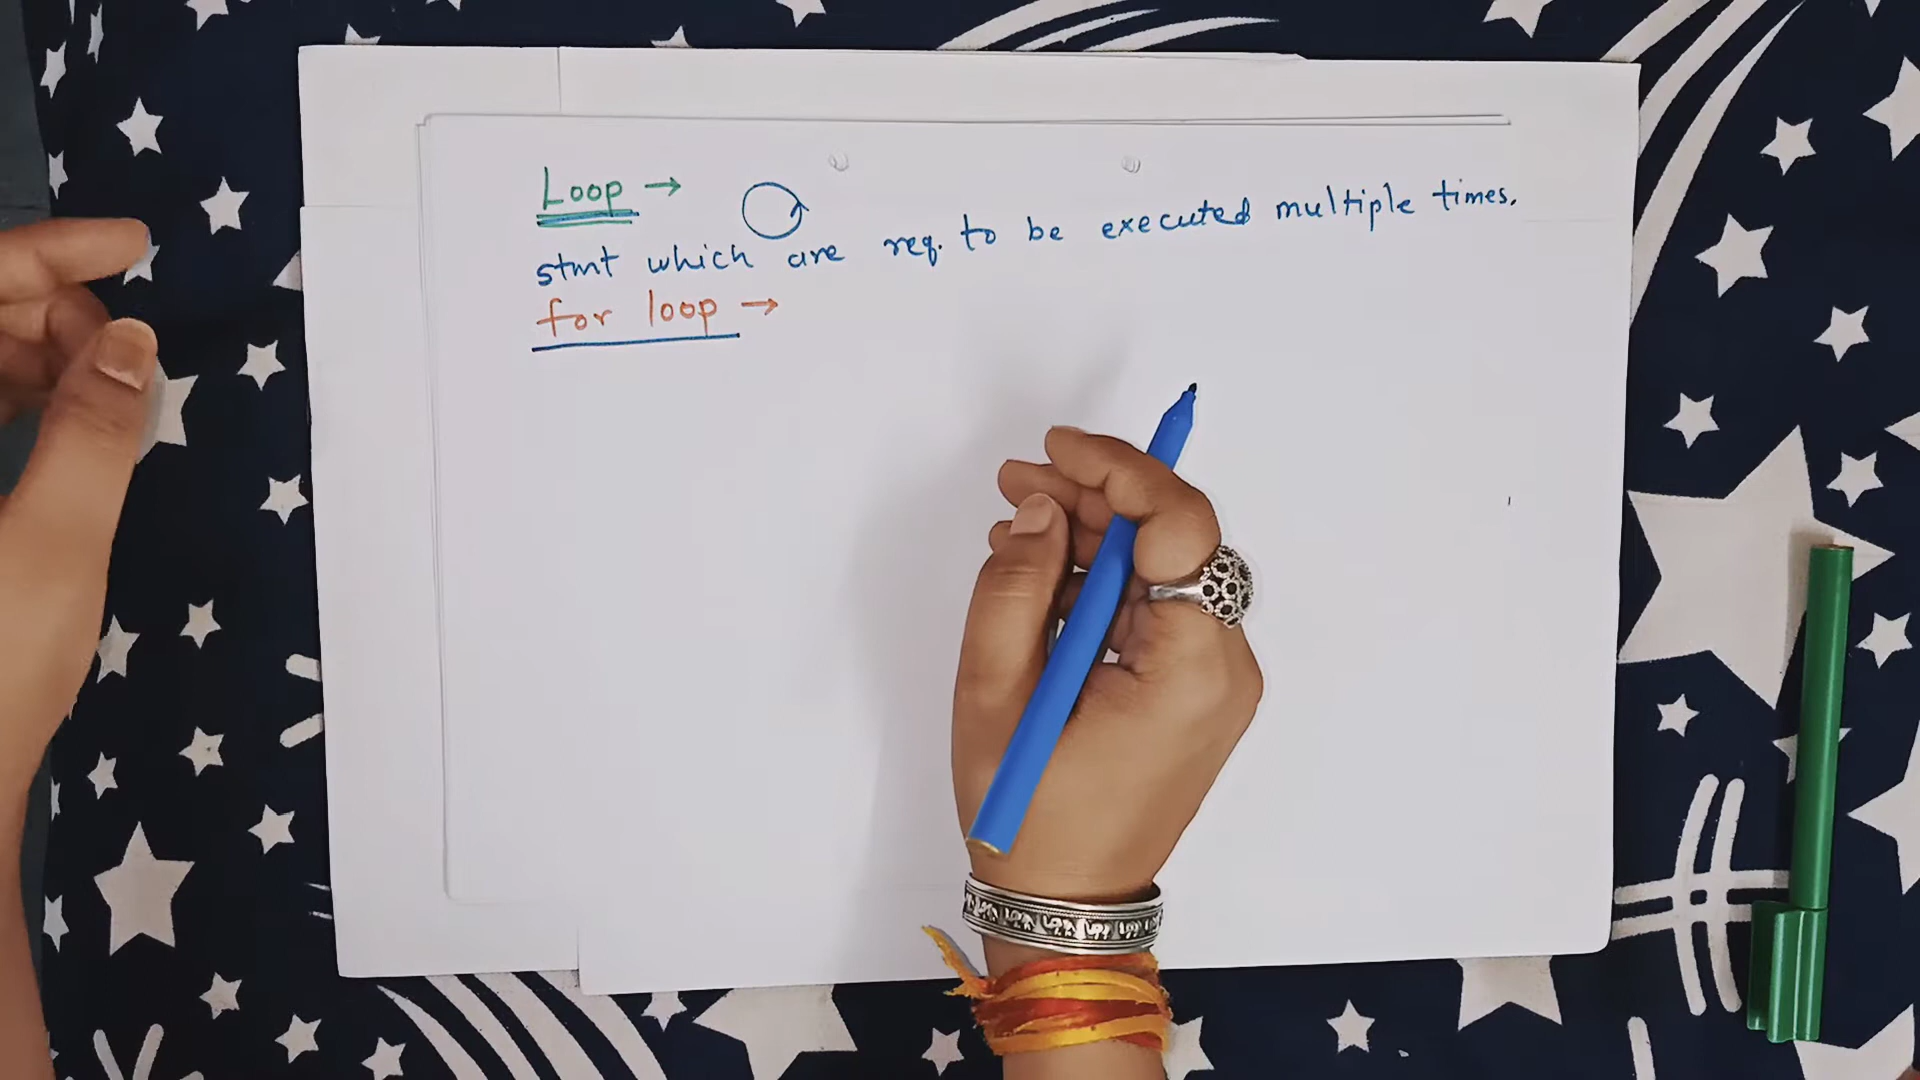 Loop →
stmt which are req. to be executed multiple times.
for loop →